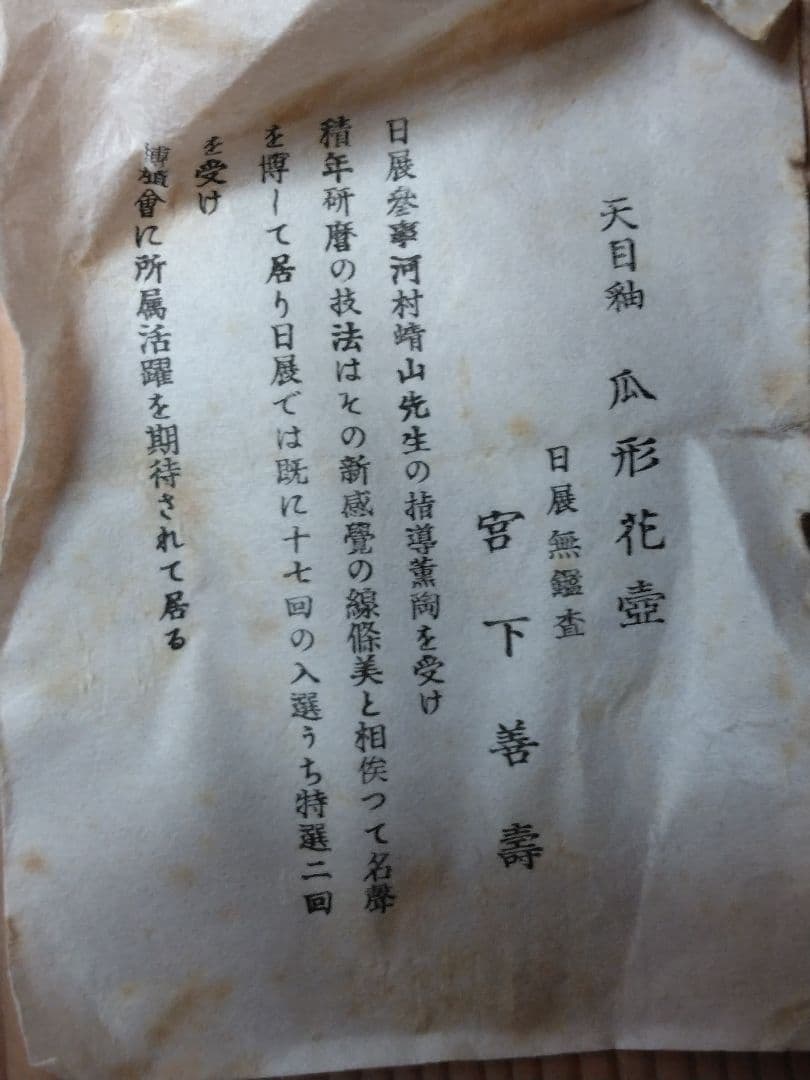 天目釉 瓜形花壺
日展無鑑査
宮下善壽
日展參事河村蜻山先生の指導薫陶を受け
積年研磨の技法はその新感覺の線條美と相俟つて名聲
を博して居り日展では既に十七回の入選うち特選二回
を受け
會に所属活躍を期待されて居る